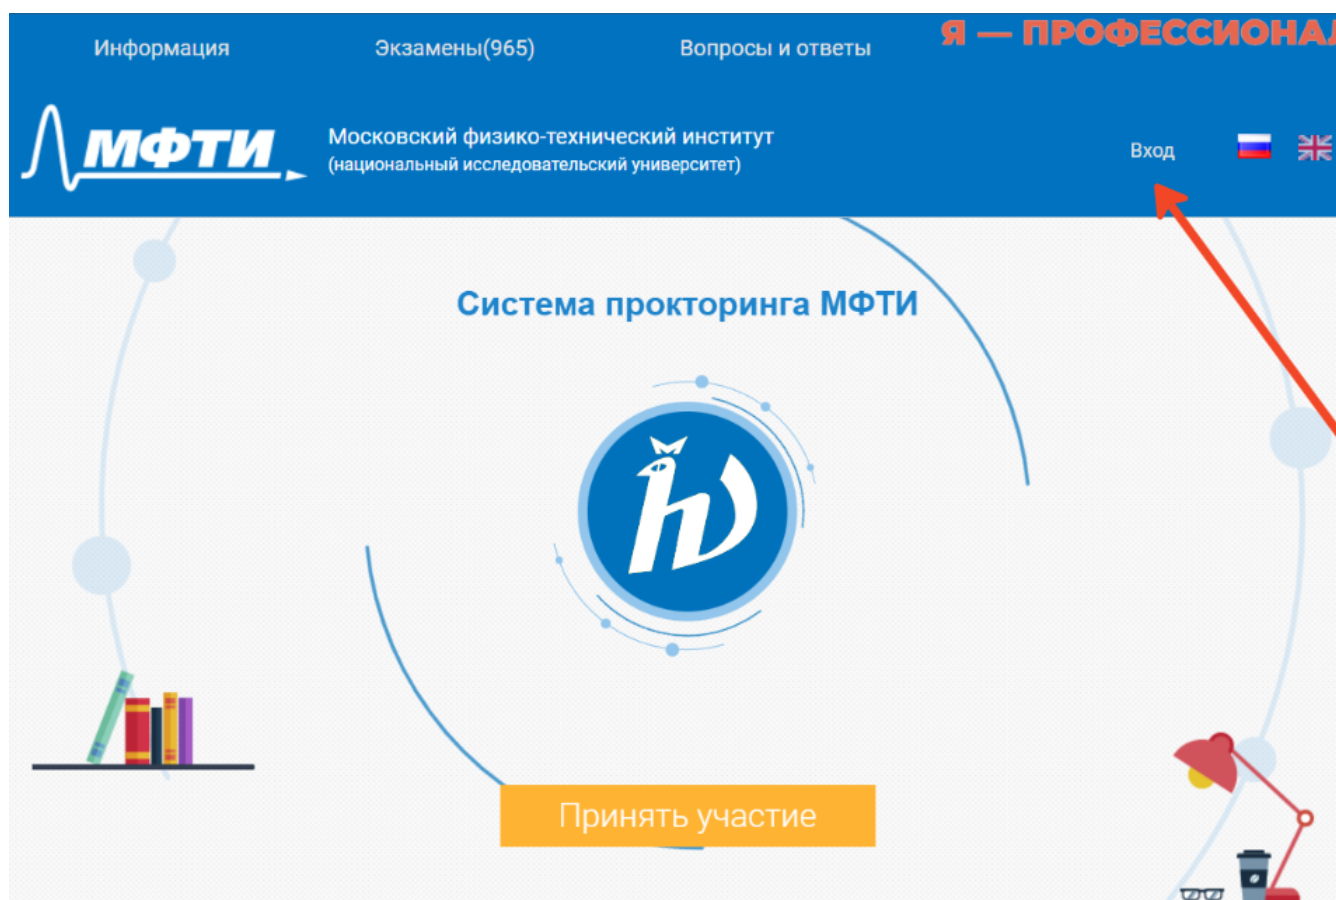 Информация Экзамены(965) Вопросы и ответы Я — ПРОФЕССИОНАЛ
МФТИ
Московский физико-технический институт
(национальный исследовательский университет)
Вход
Система прокторинга МФТИ
Принять участие